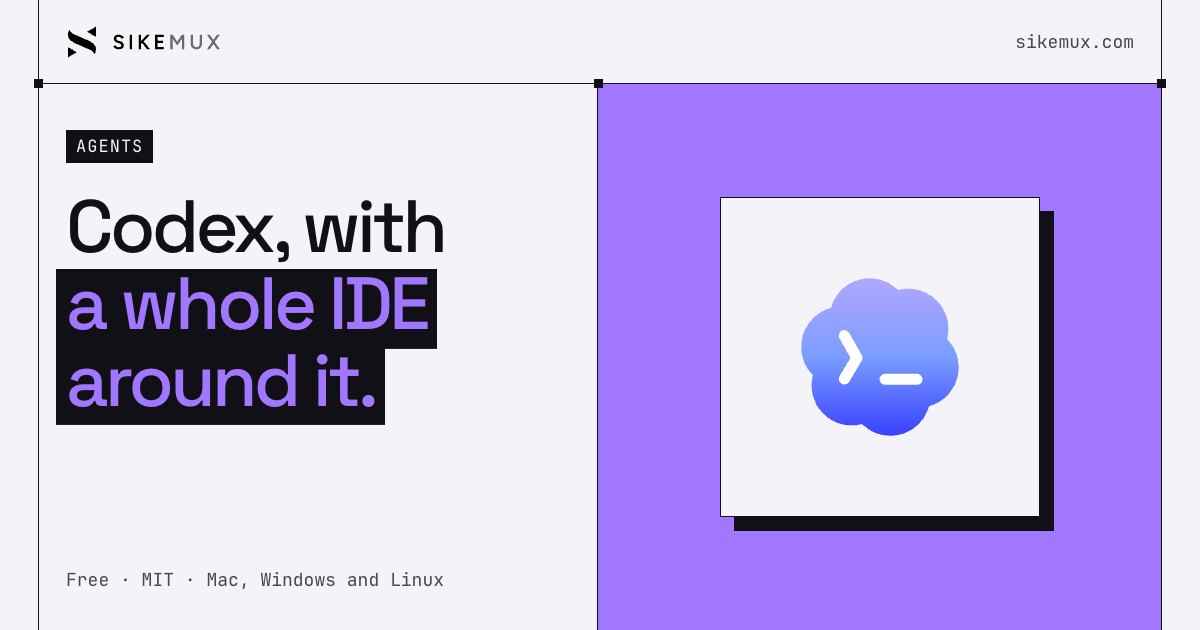 SIKEMUX
sikemux.com
AGENTS
Codex, with
a whole IDE
around it.
Free · MIT · Mac, Windows and Linux